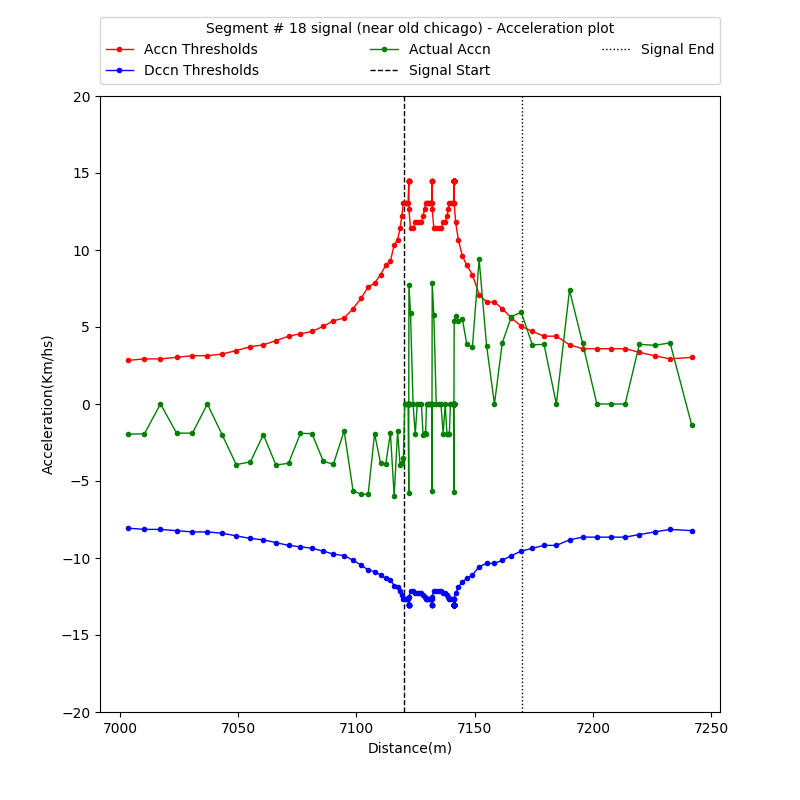 Segment # 18 signal (near old chicago) - Acceleration plot
Accn Thresholds
Actual Accn
Signal End
Dccn Thresholds
Signal Start
20
15
10
5
0
−5
−10
−15
−20
Acceleration(Km/hs)
7000
7050
7100
7150
7200
7250
Distance(m)